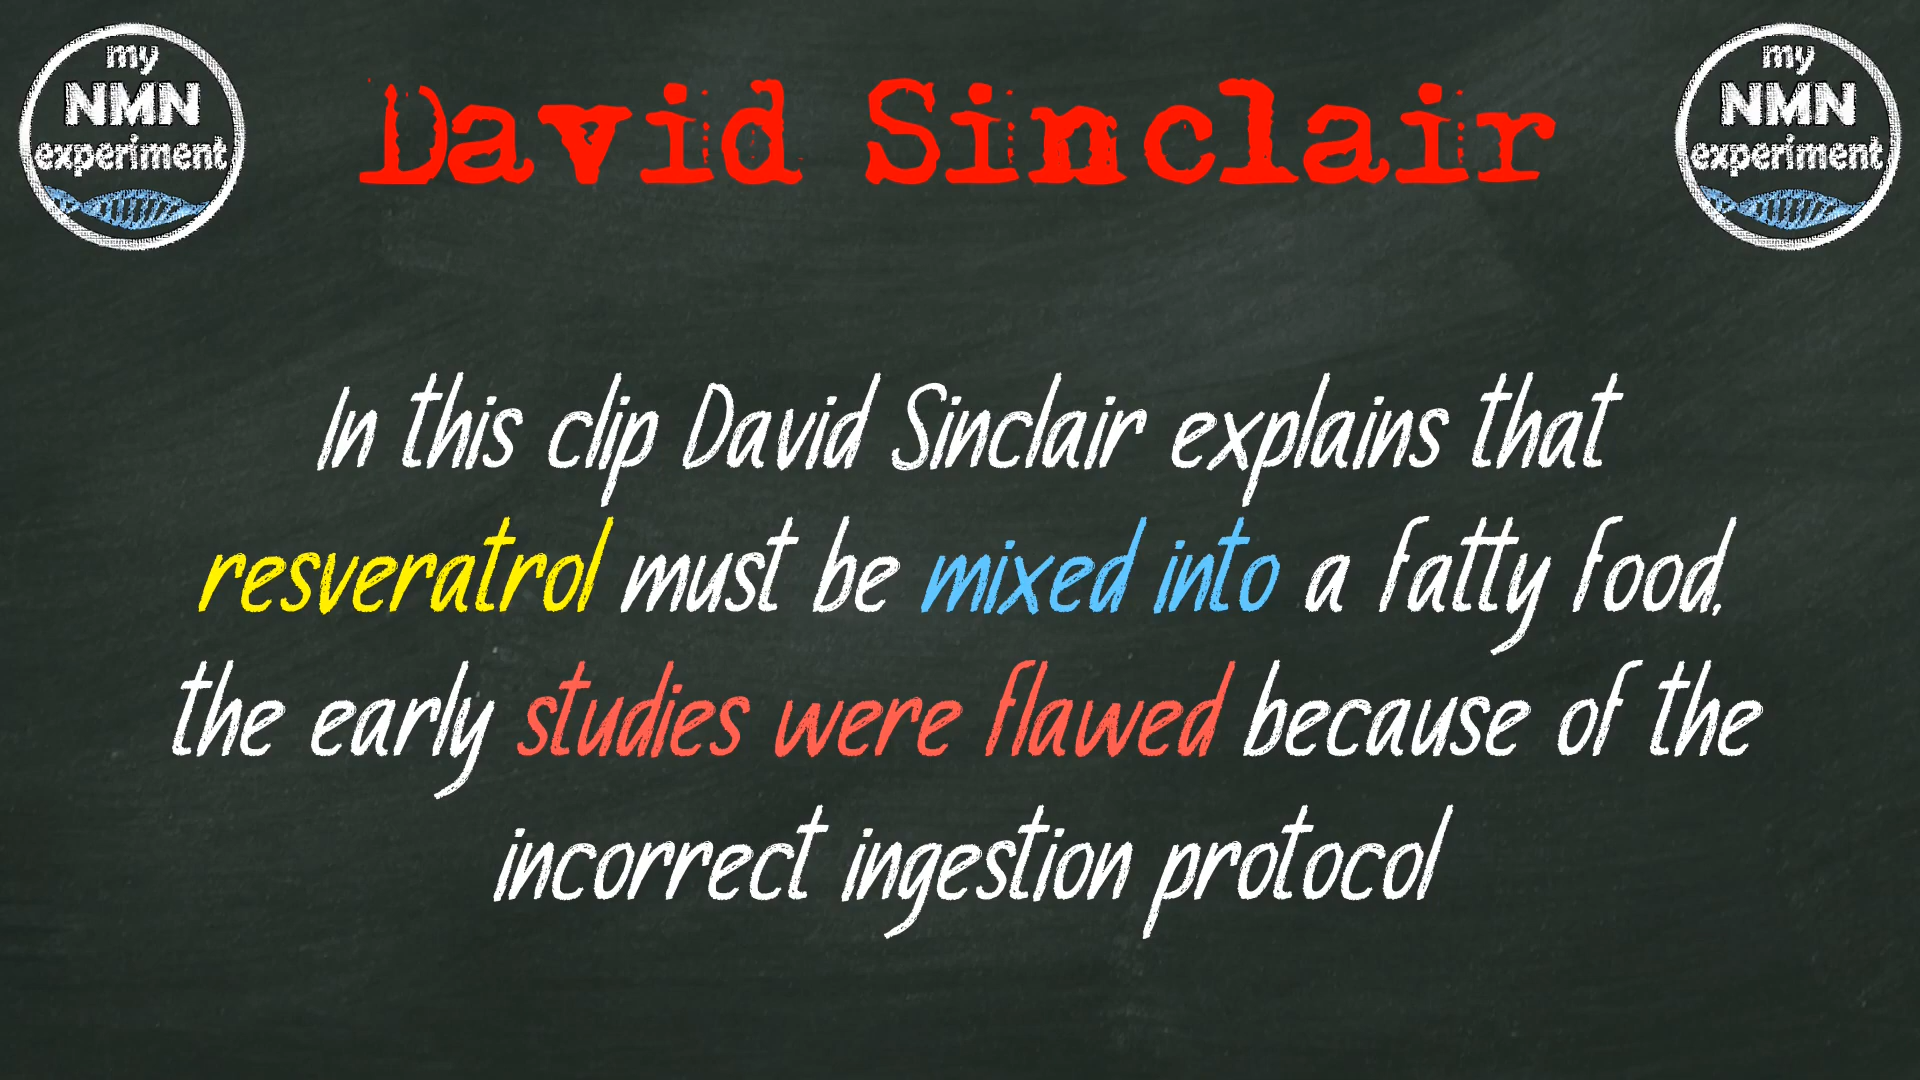 my
NMN
experiment
David Sinclair
my
NMN
experiment
In this clip David Sinclair explains that
resveratrol must be mixed into a fatty food,
the early studies were flawed because of the
incorrect ingestion protocol